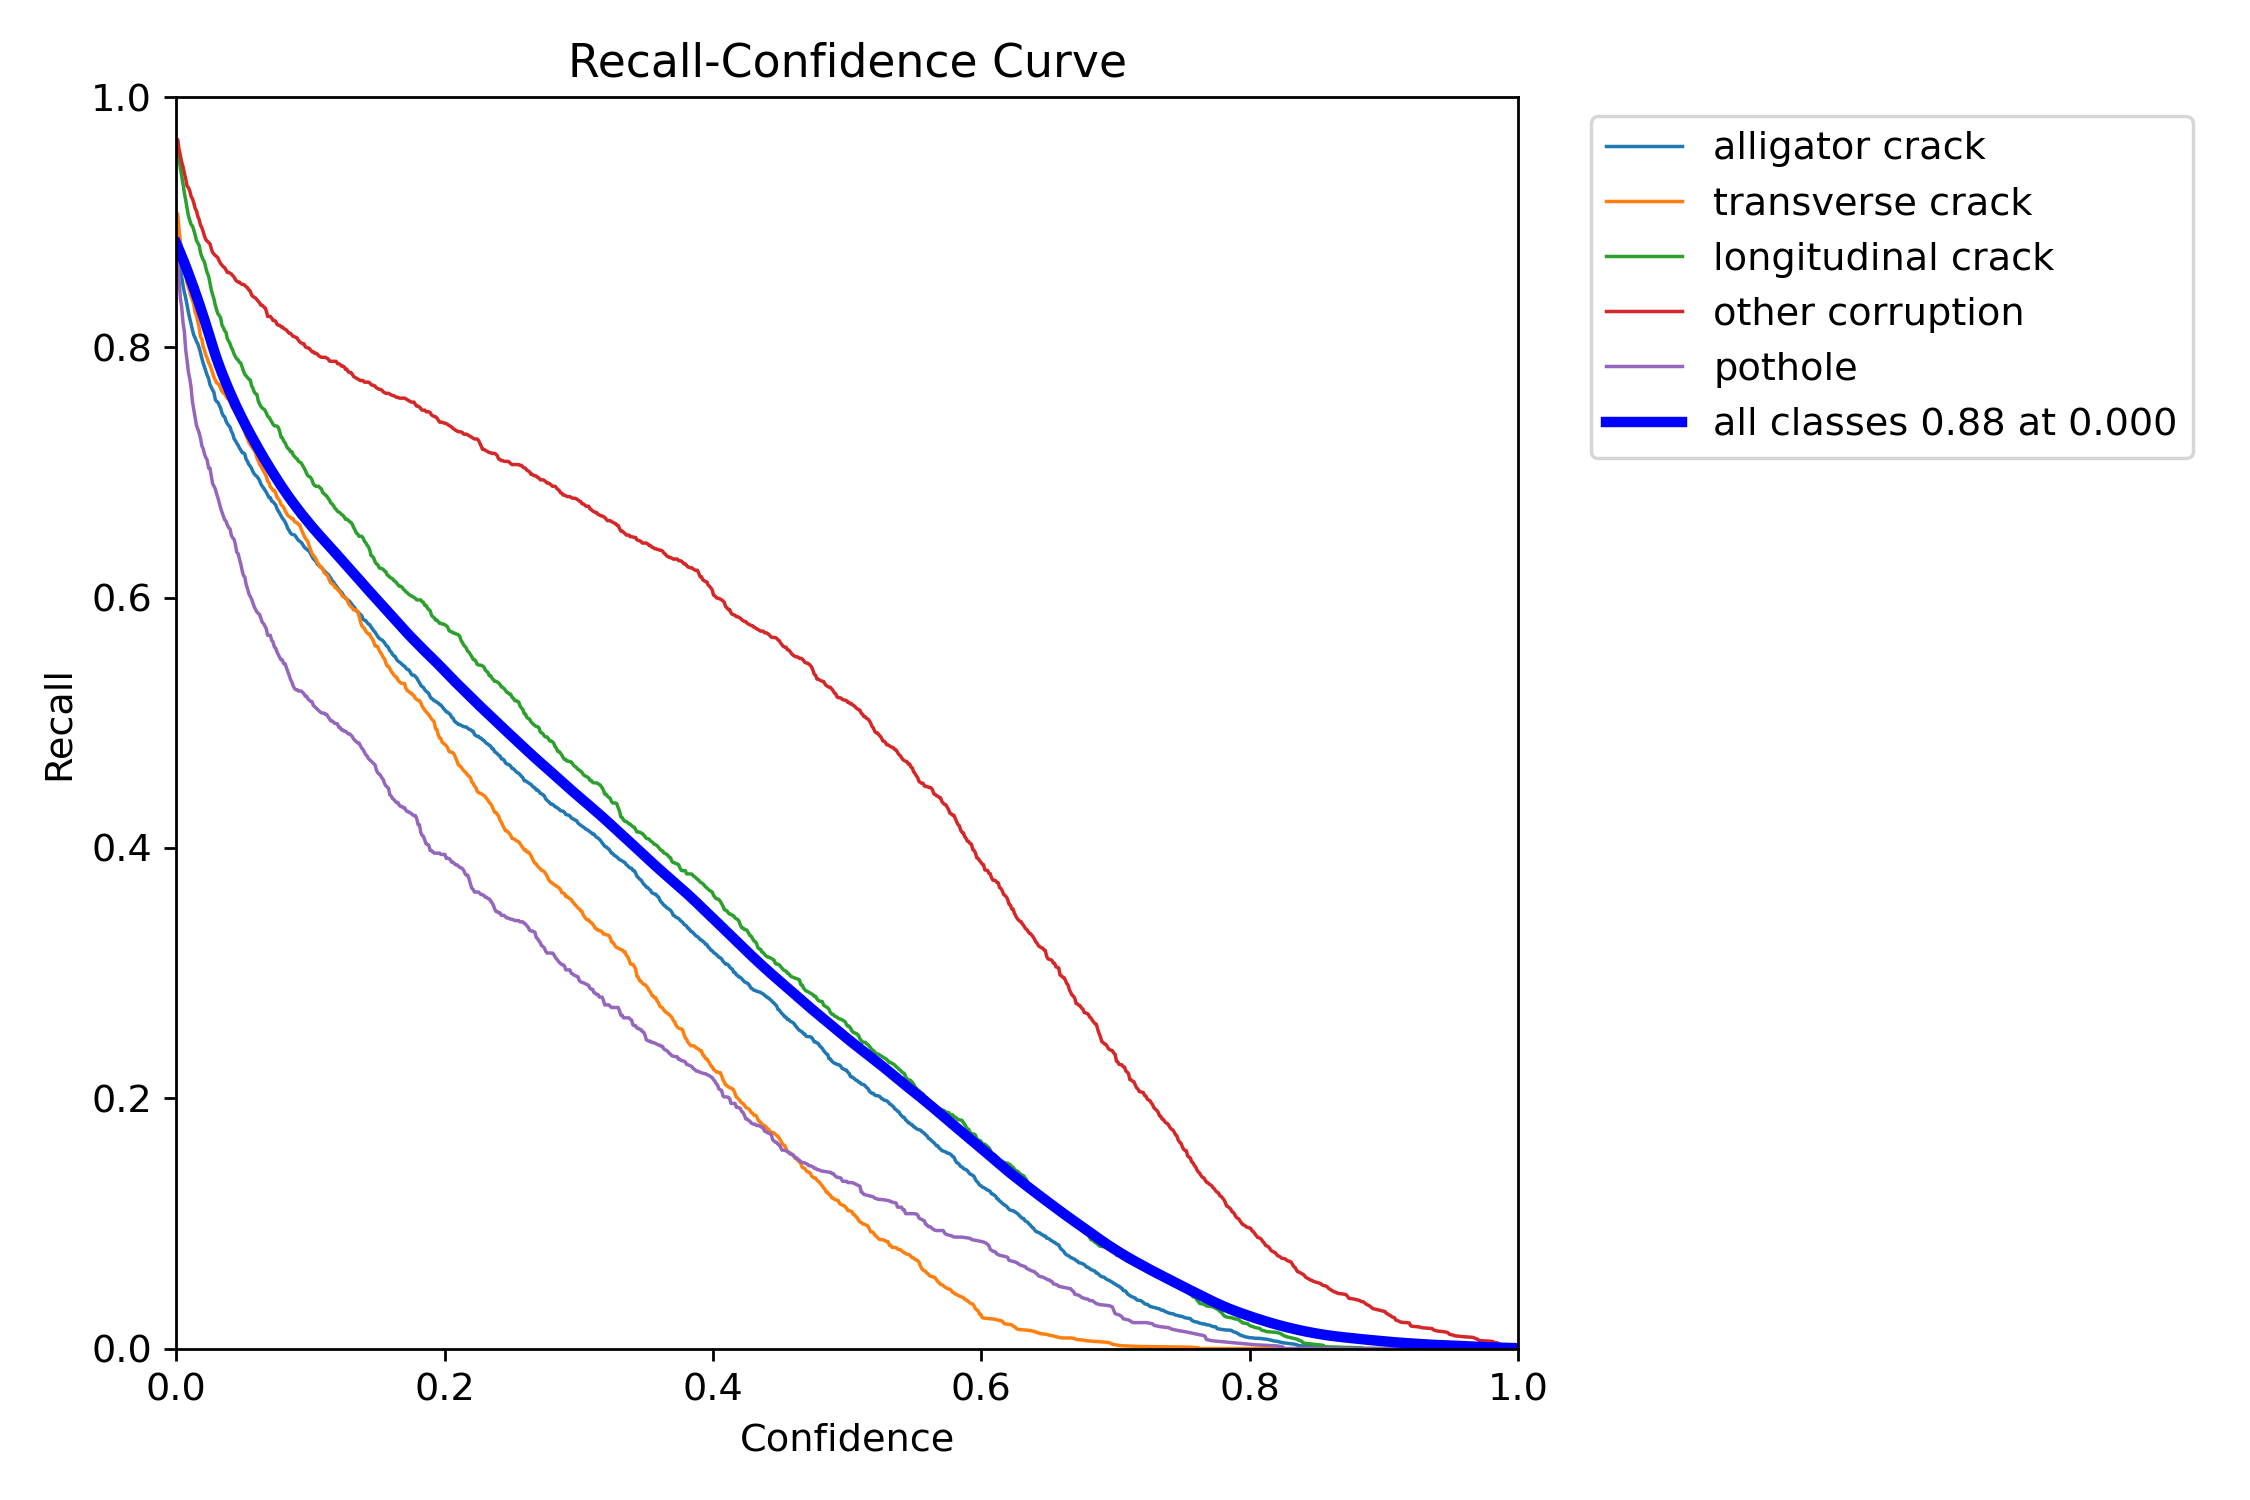 Recall-Confidence Curve
1.0
0.8
0.6
0.4
0.2
0.0
Recall
0.0 0.2 0.4 0.6 0.8 1.0
Confidence
alligator crack
transverse crack
longitudinal crack
other corruption
pothole
all classes 0.88 at 0.000